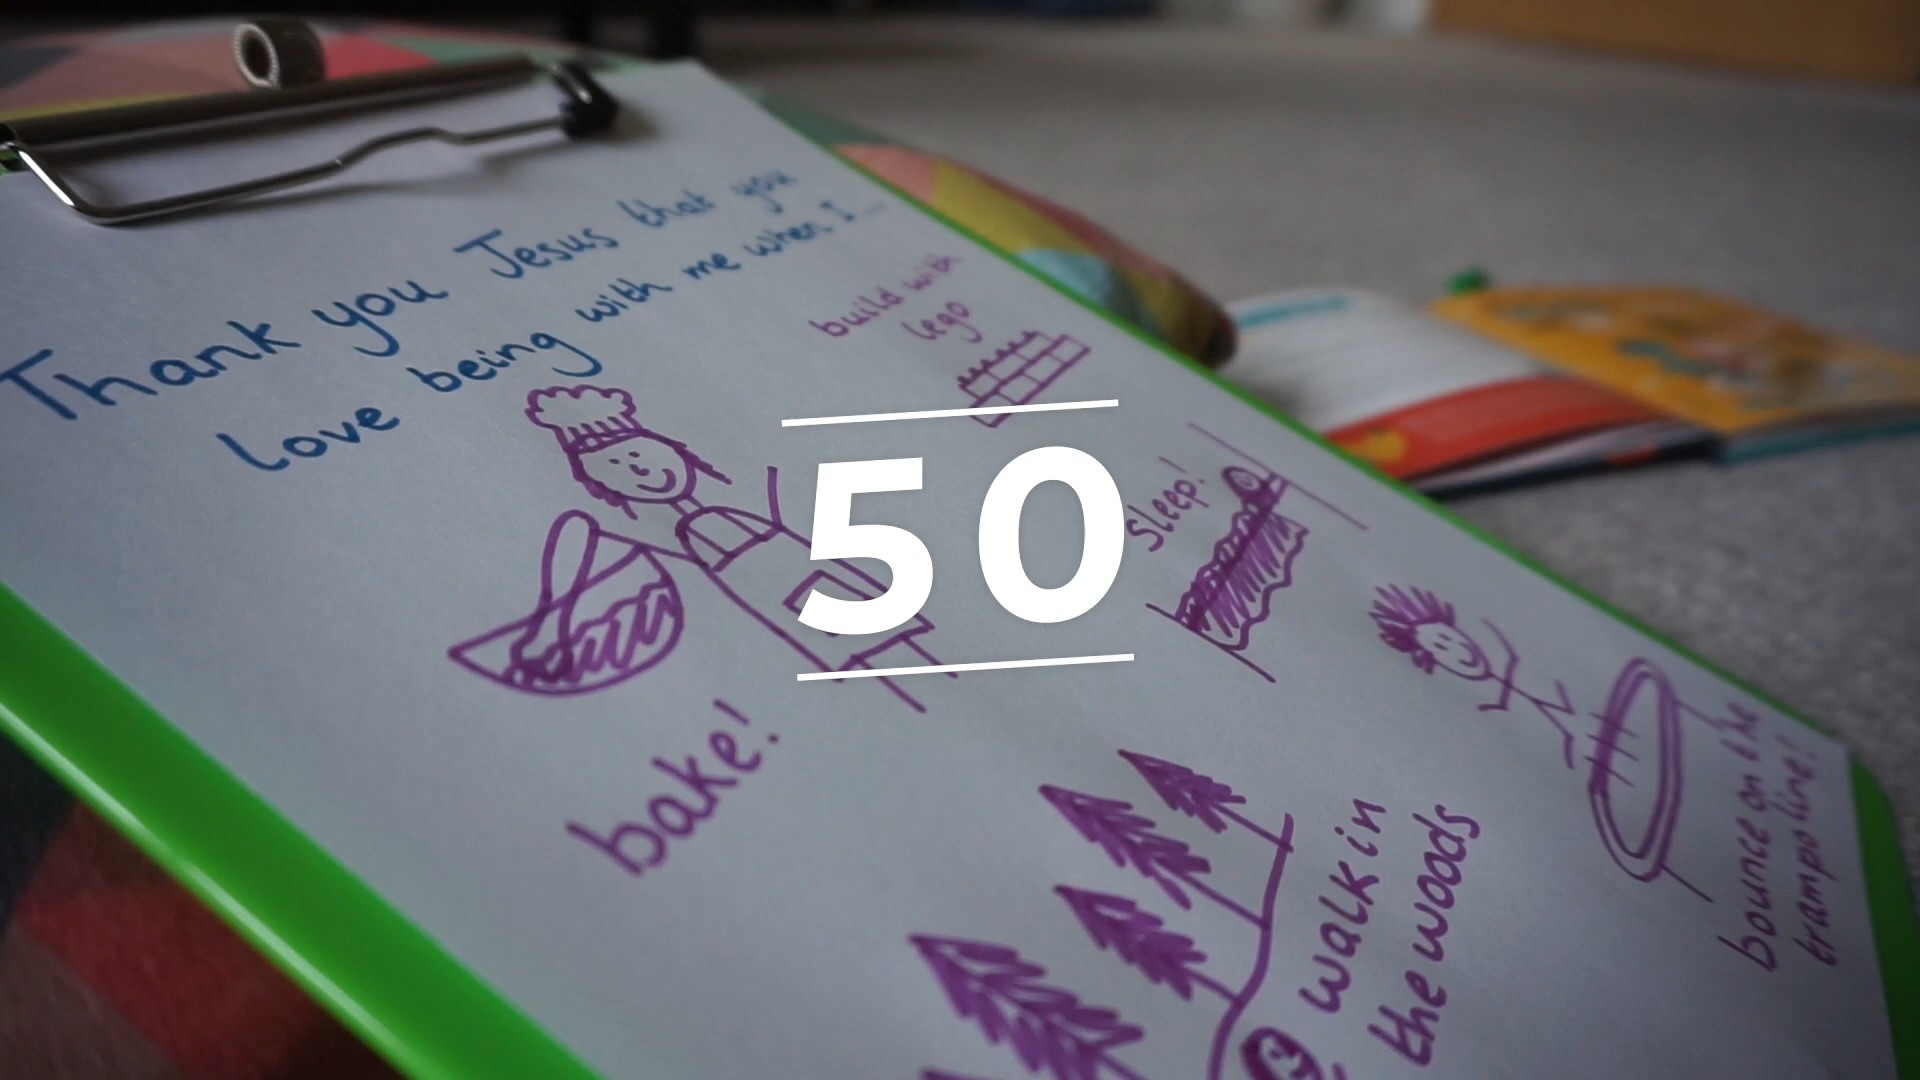 Thank you Jesus that you
love being with me when I...
build with
lego
50
sleep!
bake!
walk in
the woods
bounce on the
trampoline!